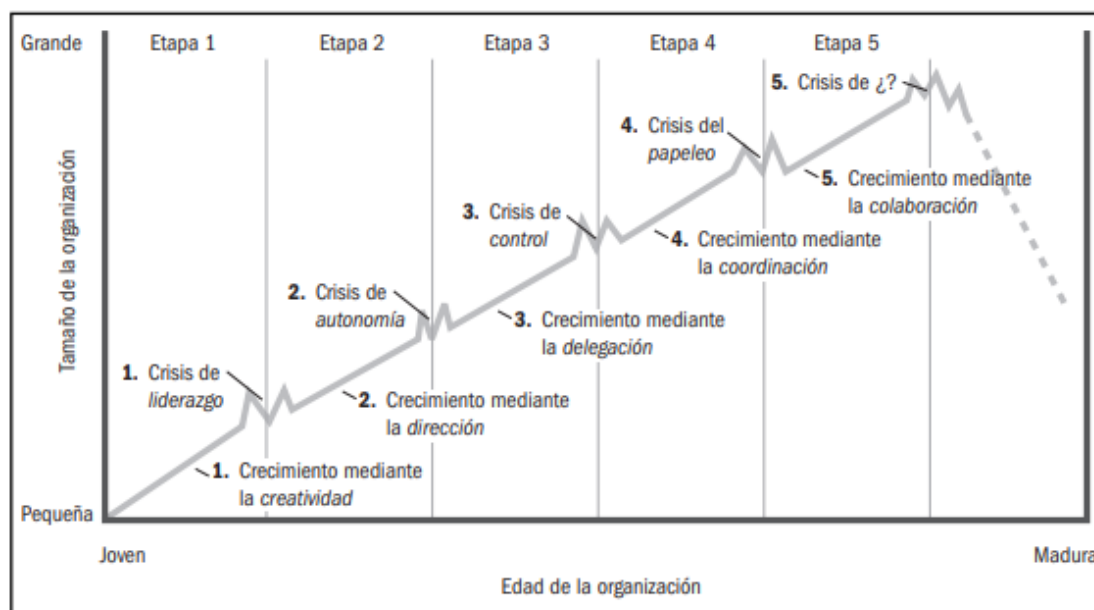 Grande
Etapa 1
Etapa 2
Etapa 3
Etapa 4
Etapa 5
5. Crisis de ¿?
4. Crisis del
papeleo
5. Crecimiento mediante
la colaboración
3. Crisis de
control
4. Crecimiento mediante
la coordinación
2. Crisis de
autonomía
3. Crecimiento mediante
la delegación
1. Crisis de
liderazgo
2. Crecimiento mediante
la dirección
1. Crecimiento mediante
la creatividad
Tamaño de la organización
Pequeña
Joven
Madura
Edad de la organización